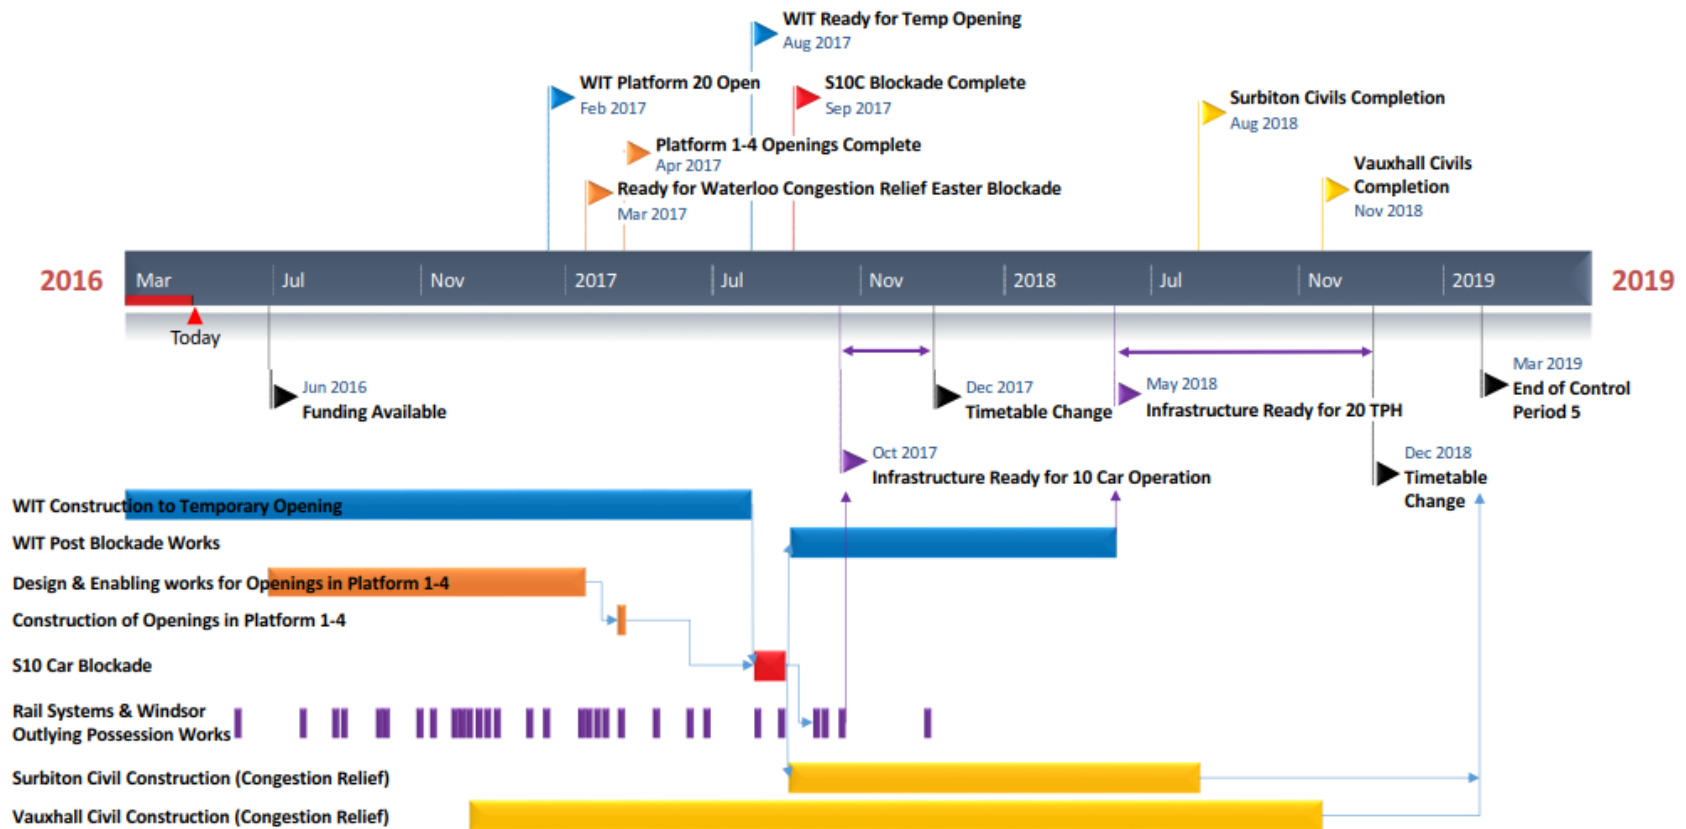 WIT Ready for Temp Opening
Aug 2017
WIT Platform 20 Open
Feb 2017
S10C Blockade Complete
Sep 2017
Surbiton Civils Completion
Aug 2018
Platform 1-4 Openings Complete
Apr 2017
Vauxhall Civils
Completion
Nov 2018
Ready for Waterloo Congestion Relief Easter Blockade
Mar 2017
2016 Mar Jul Nov 2017 Jul Nov 2018 Jul Nov 2019 2019
Today
Jun 2016
Funding Available
Dec 2017
Timetable Change
May 2018
Infrastructure Ready for 20 TPH
Mar 2019
End of Control
Period 5
Oct 2017
Infrastructure Ready for 10 Car Operation
Dec 2018
Timetable
Change
WIT Construction to Temporary Opening
WIT Post Blockade Works
Design & Enabling works for Openings in Platform 1-4
Construction of Openings in Platform 1-4
S10 Car Blockade
Rail Systems & Windsor
Outlying Possession Works
Surbiton Civil Construction (Congestion Relief)
Vauxhall Civil Construction (Congestion Relief)